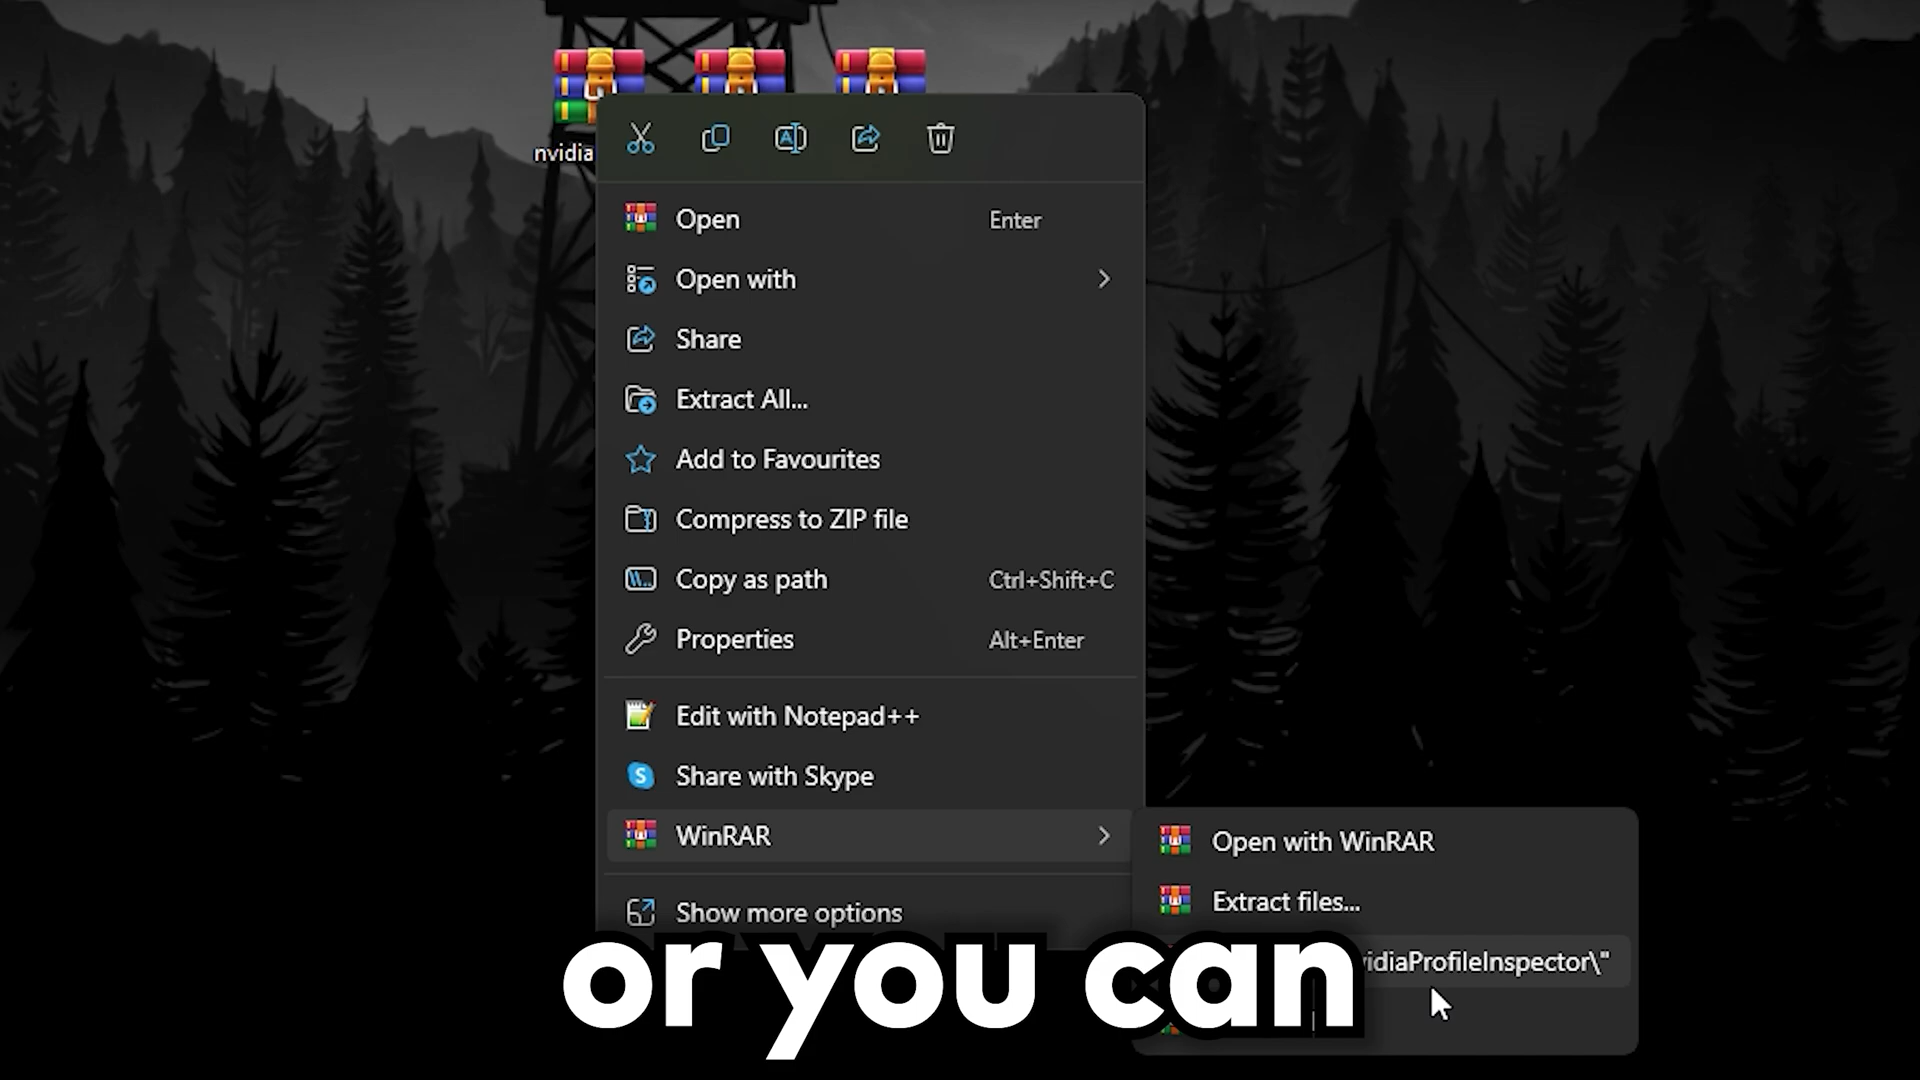 nvidia
Open Enter
Open with
Share
Extract All...
Add to Favourites
Compress to ZIP file
Copy as path Ctrl+Shift+C
Properties Alt+Enter
Edit with Notepad++
Share with Skype
WinRAR
Open with WinRAR
Extract files...
Show more options
vidiaProfileInspector\"
or you can